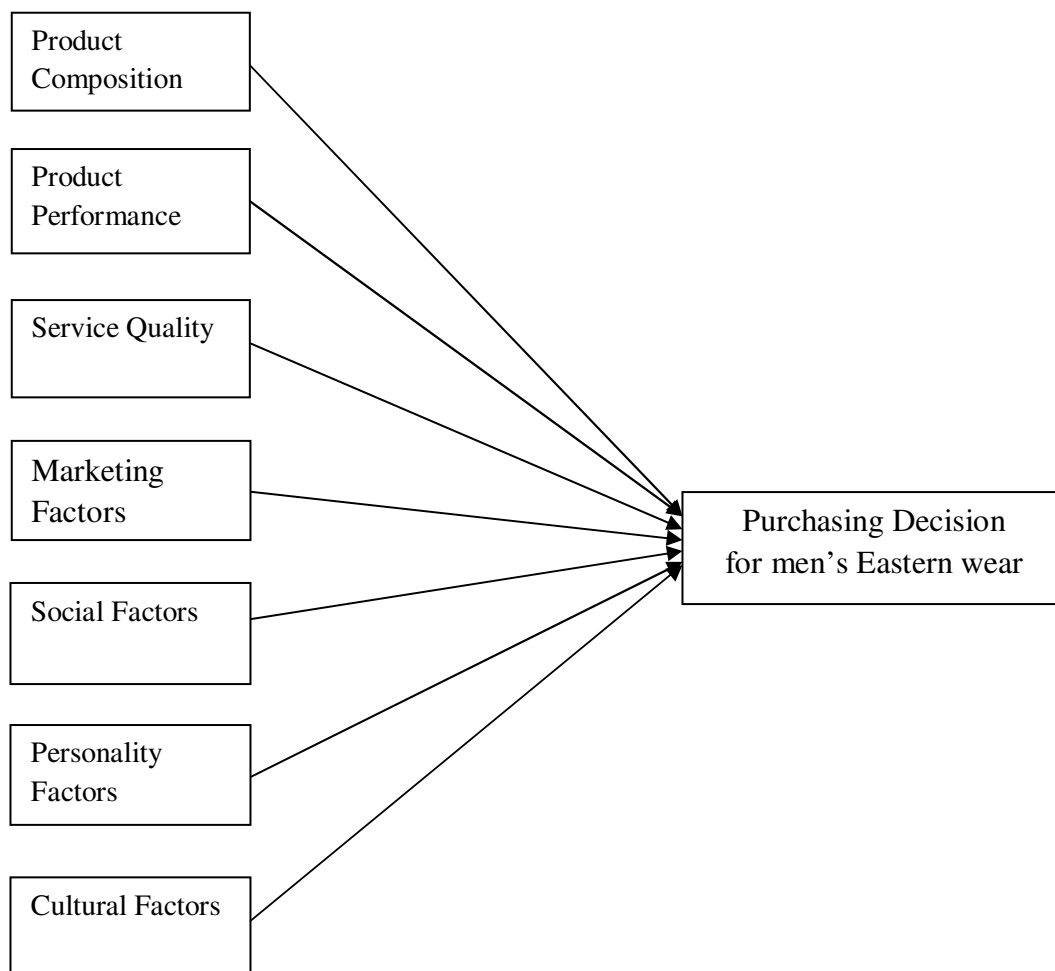 Product
Composition
Product
Performance
Service Quality
Marketing
Factors
Purchasing Decision
for men’s Eastern wear
Social Factors
Personality
Factors
Cultural Factors